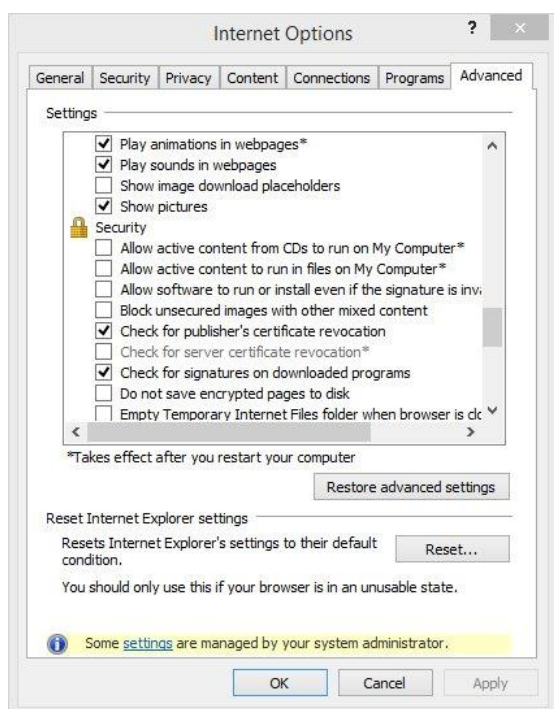 Internet Options
?
General Security Privacy Content Connections Programs Advanced
Settings
Play animations in webpages*
Play sounds in webpages
Show image download placeholders
Show pictures
Security
Allow active content from CDs to run on My Computer*
Allow active content to run in files on My Computer*
Allow software to run or install even if the signature is
Block unsecured images with other mixed content
Check for publisher's certificate revocation
Check for server certificate revocation*
Check for signatures on downloaded programs
Do not save encrypted pages to disk
Empty Temporary Internet Files folder when browser is
*Takes effect after you restart your computer
Restore advanced settings
Reset Internet Explorer settings
Resets Internet Explorer's settings to their default
condition.
Reset...
You should only use this if your browser is in an unusable state.
Some settings are managed by your system administrator.
OK Cancel Apply